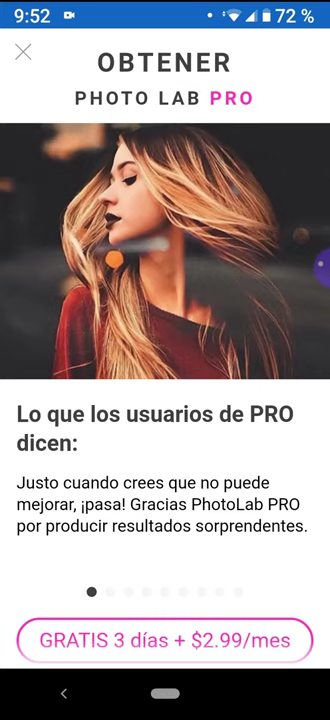 9:52
72 %
OBTENER
PHOTO LAB PRO
Lo que los usuarios de PRO
dicen:
Justo cuando crees que no puede
mejorar, ¡pasa! Gracias PhotoLab PRO
por producir resultados sorprendentes.
GRATIS 3 días + $2.99/mes